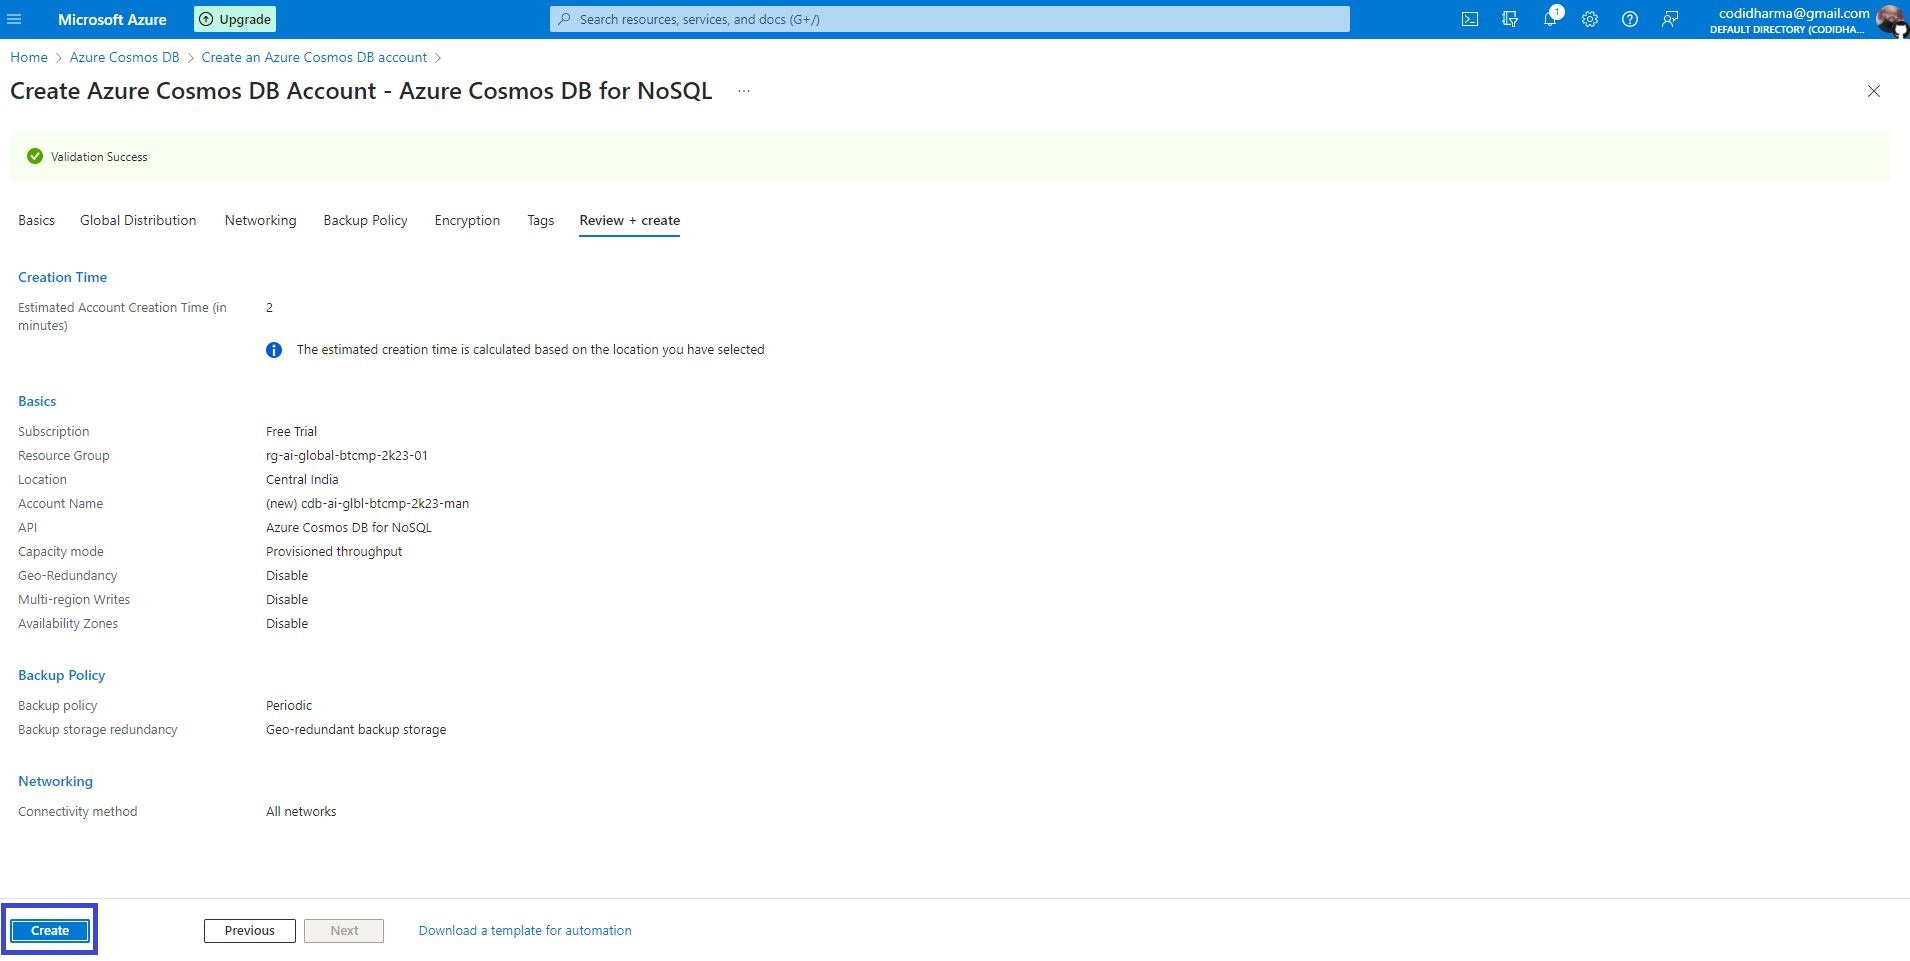 Microsoft Azure
Upgrade
Search resources, services, and docs (G+/)
1
codidharma@gmail.com
DEFAULT DIRECTORY (CODIDHA...
Home > Azure Cosmos DB > Create an Azure Cosmos DB account >
Create Azure Cosmos DB Account - Azure Cosmos DB for NoSQL ...
Validation Success
Basics Global Distribution Networking Backup Policy Encryption Tags Review + create
Creation Time
Estimated Account Creation Time (in
minutes)
2
The estimated creation time is calculated based on the location you have selected
Basics
Subscription Free Trial
Resource Group rg-ai-global-btcmp-2k23-01
Location Central India
Account Name (new) cdb-ai-glbl-btcmp-2k23-man
API Azure Cosmos DB for NoSQL
Capacity mode Provisioned throughput
Geo-Redundancy Disable
Multi-region Writes Disable
Availability Zones Disable
Backup Policy
Backup policy Periodic
Backup storage redundancy Geo-redundant backup storage
Networking
Connectivity method All networks
Create Previous Next Download a template for automation